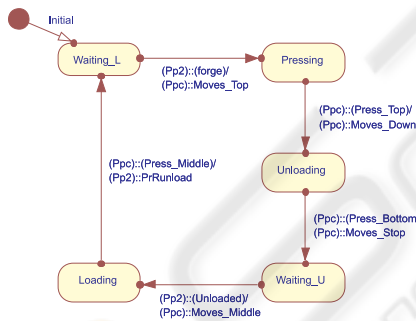 Initial
Waiting_L
(Pp2)::(forge)/
(Ppc)::Moves_Top
Pressing
(Ppc)::(Press_Top)/
(Ppc)::Moves_Down
(Ppc)::(Press_Middle)/
(Pp2)::PrRunload
Unloading
(Ppc)::(Press_Bottom
(Ppc)::Moves_Stop
Loading
(Pp2)::(Unloaded)/
(Ppc)::Moves_Middle
Waiting_U